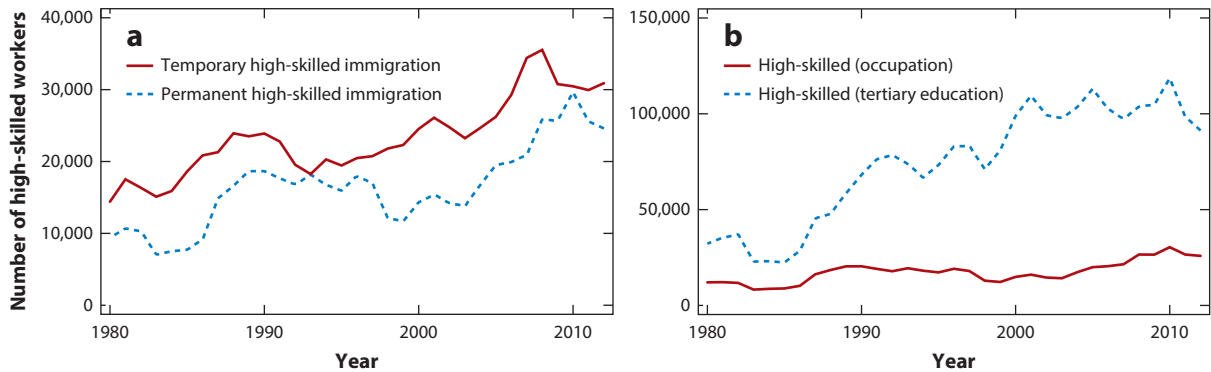 Number of high-skilled workers
40,000
30,000
20,000
10,000
0
a
Temporary high-skilled immigration
Permanent high-skilled immigration
1980
1990
2000
2010
Year
150,000
100,000
50,000
0
b
High-skilled (occupation)
High-skilled (tertiary education)
1980
1990
2000
2010
Year